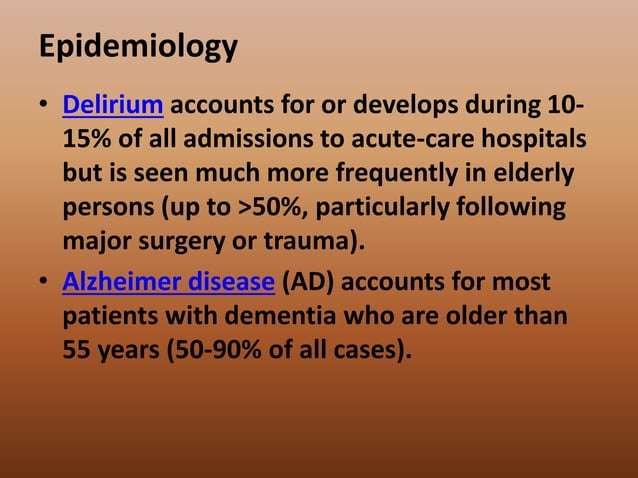 Epidemiology
• Delirium accounts for or develops during 10-
15% of all admissions to acute-care hospitals
but is seen much more frequently in elderly
persons (up to >50%, particularly following
major surgery or trauma).
• Alzheimer disease (AD) accounts for most
patients with dementia who are older than
55 years (50-90% of all cases).